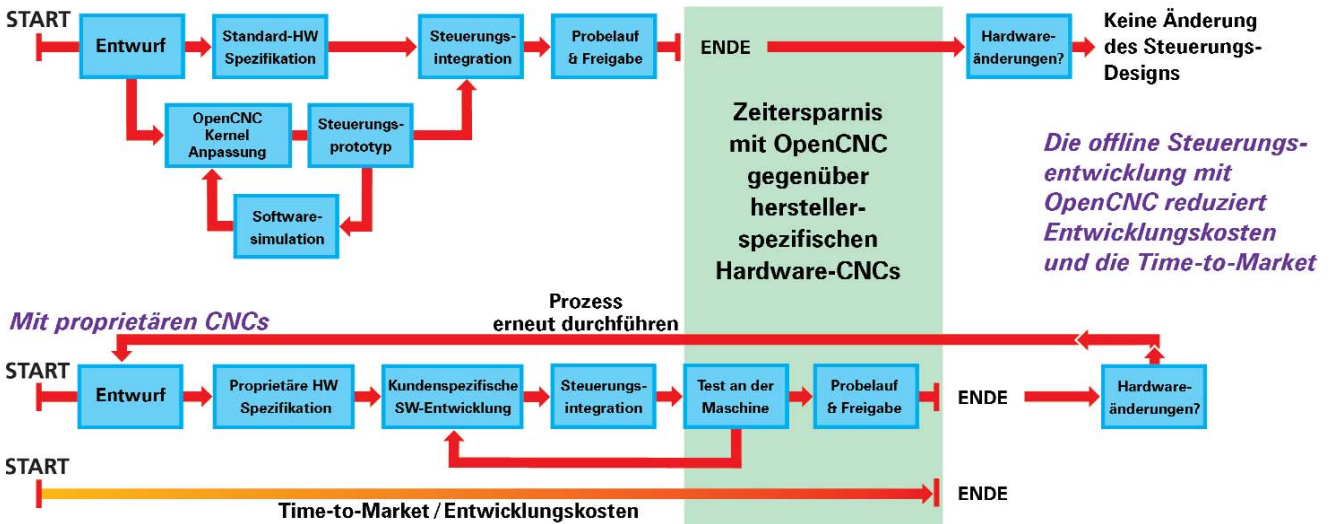 START
Entwurf
Standard-HW
Spezifikation
Steuerungs-
integration
Probelauf
& Freigabe
ENDE
Hardware-
änderungen?
Keine Änderung
des Steuerungs-
Designs
OpenCNC
Kernel
Anpassung
Steuerungs-
prototyp
Software-
simulation
Zeitersparnis
mit OpenCNC
gegenüber
hersteller-
spezifischen
Hardware-CNCs
Die offline Steuerungs-
entwicklung mit
OpenCNC reduziert
Entwicklungskosten
und die Time-to-Market
Mit proprietären CNCs
Prozess
erneut durchführen
START
Entwurf
Proprietäre HW
Spezifikation
Kundenspezifische
SW-Entwicklung
Steuerungs-
integration
Test an der
Maschine
Probelauf
& Freigabe
ENDE
Hardware-
änderungen?
START
Time-to-Market / Entwicklungskosten
ENDE